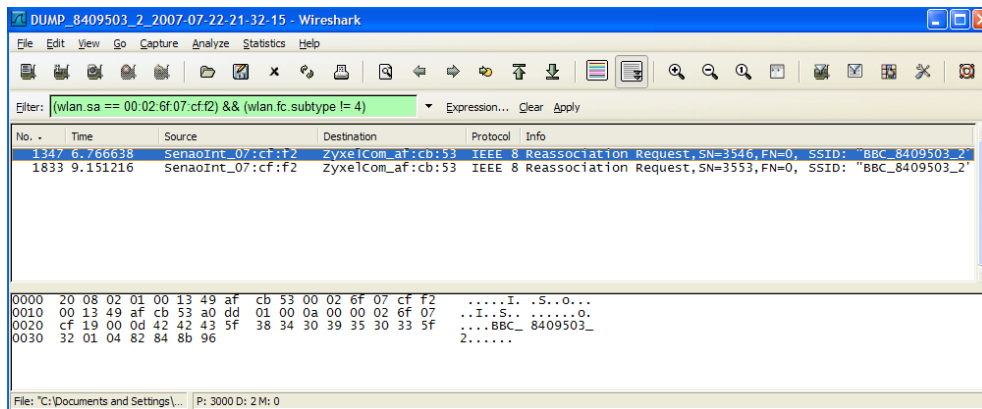 DUMP_8409503_2_2007-07-22-21-32-15 - Wireshark
File Edit View Go Capture Analyze Statistics Help
Filter: (wlan.sa == 00:02:6f:07:cf:f2) && (wlan.fc.subtype != 4) Expression... Clear Apply
No. - Time Source Destination Protocol Info
1347 6.766638 SenaoInt_07:cf:f2 ZyxelCom_af:cb:53 IEEE 8 Reassociation Request,SN=3546,FN=0, SSID: "BBC_8409503_2"
1833 9.151216 SenaoInt_07:cf:f2 ZyxelCom_af:cb:53 IEEE 8 Reassociation Request,SN=3553,FN=0, SSID: "BBC_8409503_2"
0000 20 08 02 01 00 13 49 af cb 53 00 02 6f 07 cf f2 .....I. .S..o...
0010 00 13 49 af cb 53 a0 dd 01 00 0a 00 00 02 6f 07 ..I..S.. ......o.
0020 cf 19 00 0d 42 42 43 5f 38 34 30 39 35 30 33 5f ....BBC_ 8409503_
0030 32 01 04 82 84 8b 96 2......
File: "C:\Documents and Settings\... P: 3000 D: 2 M: 0